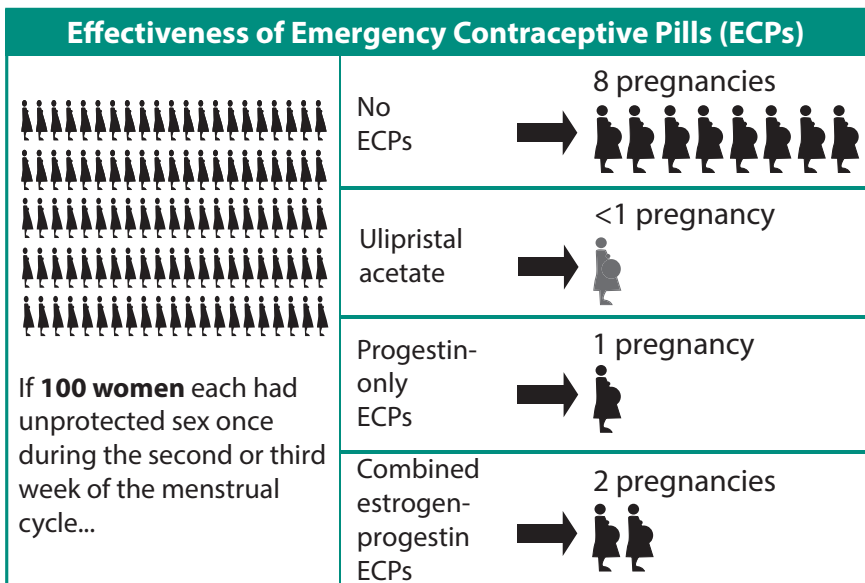 Effectiveness of Emergency Contraceptive Pills (ECPs)
If 100 women each had
unprotected sex once
during the second or third
week of the menstrual
cycle...
No
ECPs
8 pregnancies
Ulipristal
acetate
<1 pregnancy
Progestin-
only
ECPs
1 pregnancy
Combined
estrogen-
progestin
ECPs
2 pregnancies